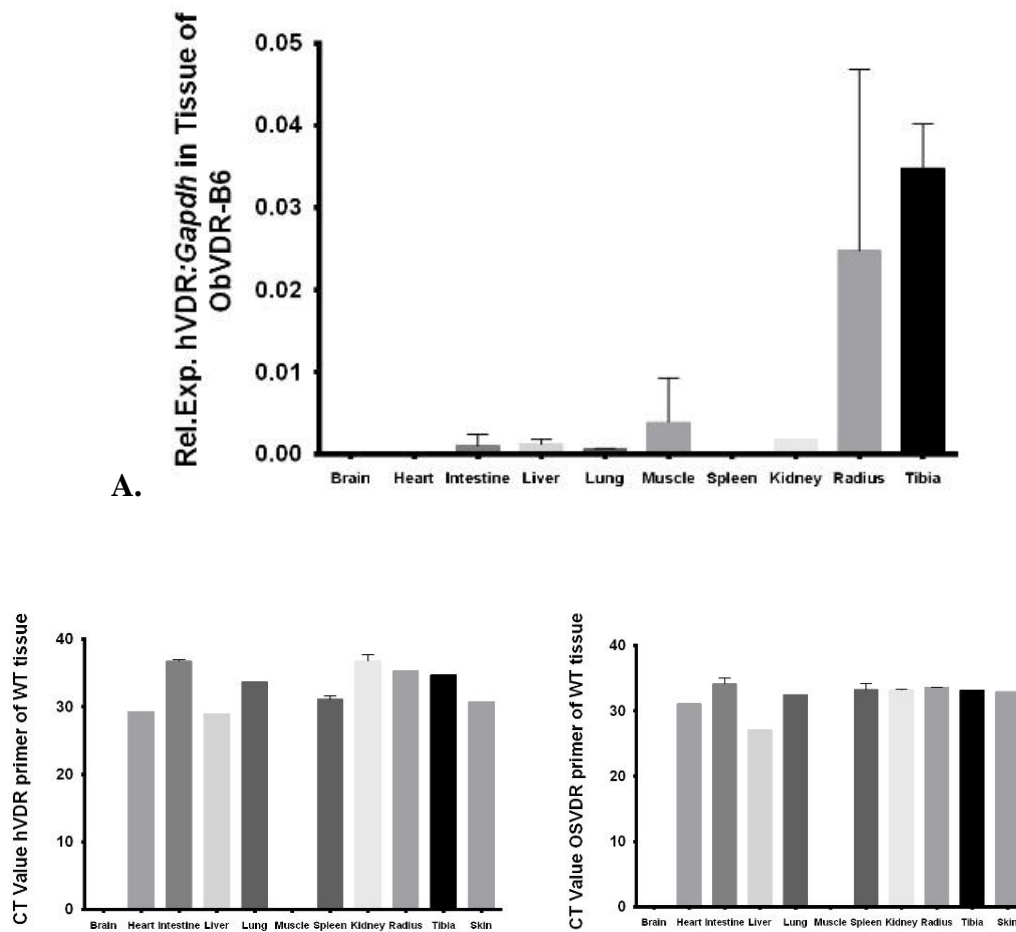 Rel.Exp. hVDR:Gapdh in Tissue of
ObVDR-B6
0.05
0.04
0.03
0.02
0.01
0.00
Brain Heart Intestine Liver Lung Muscle Spleen Kidney Radius Tibia
A.
CT Value hVDR primer of WT tissue
40
30
20
10
0
Brain Heart Intestine Liver Lung Muscle Spleen Kidney Radius Tibia Skin
CT Value OSVDR primer of WT tissue
40
30
20
10
0
Brain Heart Intestine Liver Lung Muscle Spleen Kidney Radius Tibia Skin